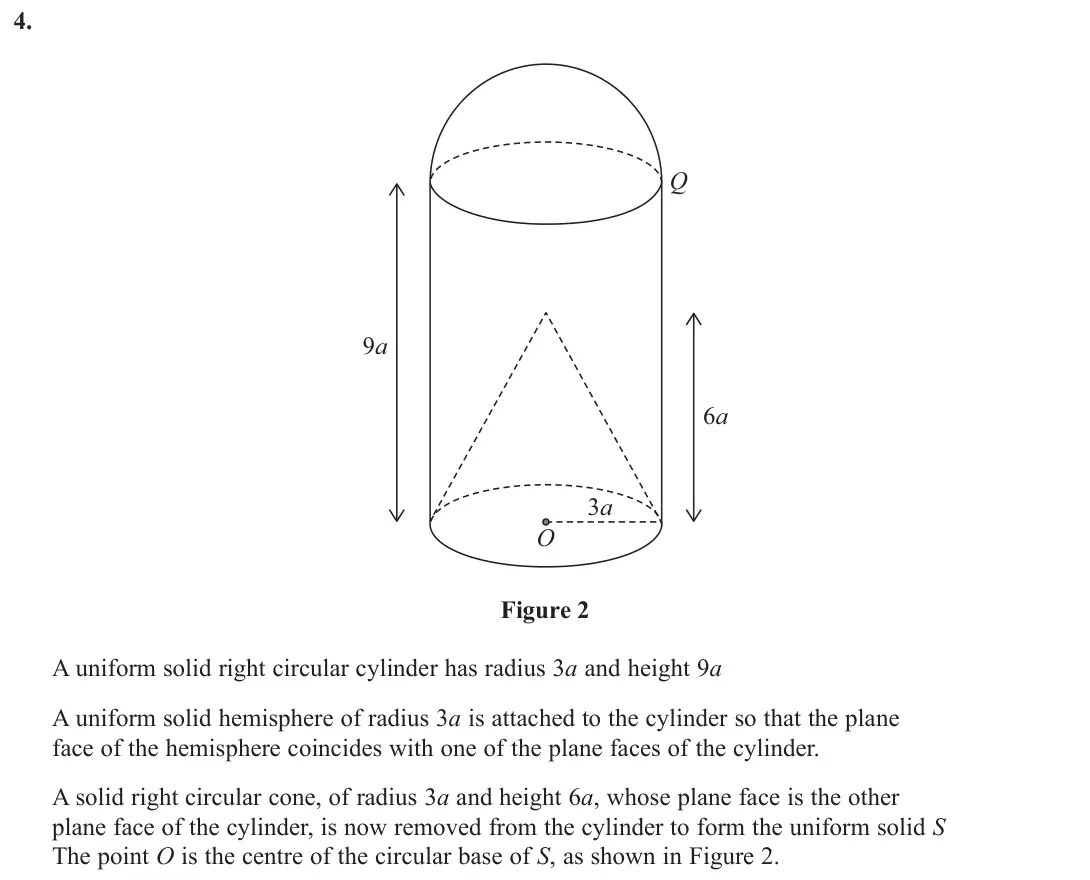 4.
Q
9a
6a
3a
O
Figure 2
A uniform solid right circular cylinder has radius 3a and height 9a
A uniform solid hemisphere of radius 3a is attached to the cylinder so that the plane
face of the hemisphere coincides with one of the plane faces of the cylinder.
A solid right circular cone, of radius 3a and height 6a, whose plane face is the other
plane face of the cylinder, is now removed from the cylinder to form the uniform solid S
The point O is the centre of the circular base of S, as shown in Figure 2.